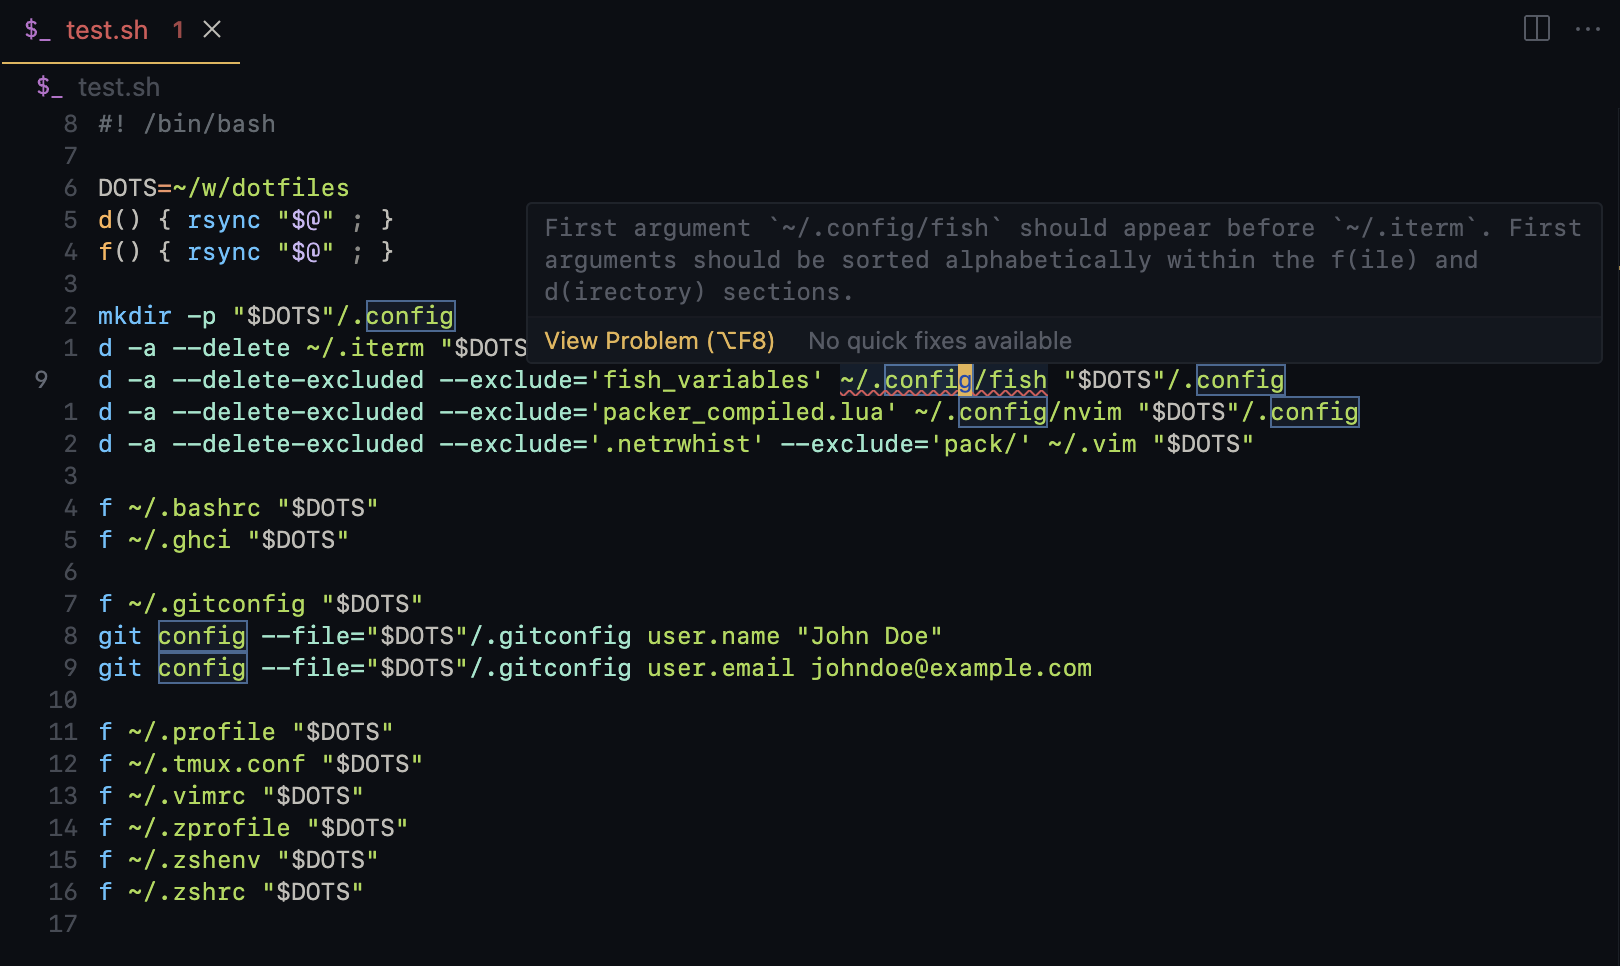 $_ test.sh 1 ×
$_ test.sh
8 #! /bin/bash
7
6 DOTS=~/w/dotfiles
5 d() { rsync "$@" ; }
4 f() { rsync "$@" ; }
3
First argument `~/.config/fish` should appear before `~/.iterm`. First
arguments should be sorted alphabetically within the f(ile) and
d(irectory) sections.
View Problem (⌥F8) No quick fixes available
2 mkdir -p "$DOTS"/.config
1 d -a --delete ~/.iterm "$DOTS
9 d -a --delete-excluded --exclude='fish_variables' ~/.config/fish "$DOTS"/.config
1 d -a --delete-excluded --exclude='packer_compiled.lua' ~/.config/nvim "$DOTS"/.config
2 d -a --delete-excluded --exclude='.netrwhist' --exclude='pack/' ~/.vim "$DOTS"
3
4 f ~/.bashrc "$DOTS"
5 f ~/.ghci "$DOTS"
6
7 f ~/.gitconfig "$DOTS"
8 git config --file="$DOTS"/.gitconfig user.name "John Doe"
9 git config --file="$DOTS"/.gitconfig user.email johndoe@example.com
10
11 f ~/.profile "$DOTS"
12 f ~/.tmux.conf "$DOTS"
13 f ~/.vimrc "$DOTS"
14 f ~/.zprofile "$DOTS"
15 f ~/.zshenv "$DOTS"
16 f ~/.zshrc "$DOTS"
17